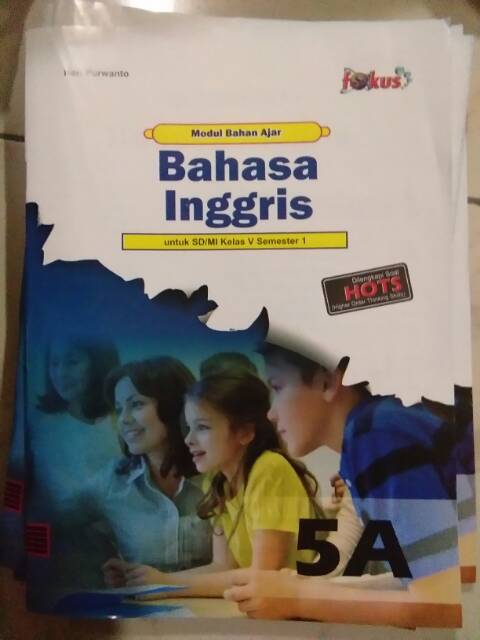 Purwanto
fokus
Modul Bahan Ajar
Bahasa
Inggris
untuk SD/MI Kelas V Semester 1
Dilengkapi Soal
HOTS
(Higher Order Thinking Skills)
5A